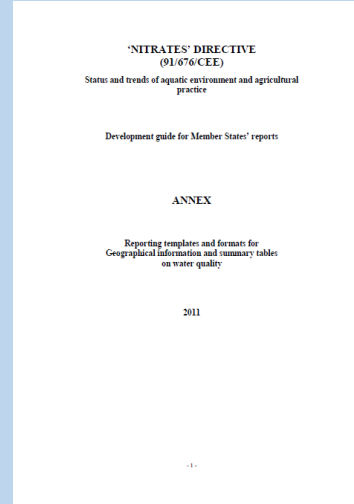 ‘NITRATES’ DIRECTIVE
(91/676/CEE)
Status and trends of aquatic environment and agricultural
practice
Development guide for Member States’ reports
ANNEX
Reporting templates and formats for
Geographical information and summary tables
on water quality
2011
- 1 -